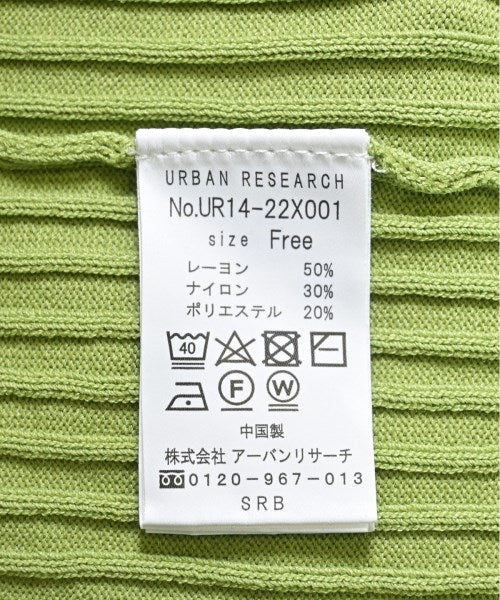 URBAN RESEARCH
No.UR14-22X001
size Free
レーヨン 50%
ナイロン 30%
ポリエステル 20%
40
F W
中国製
株式会社 アーバンリサーチ
0120-967-013
SRB